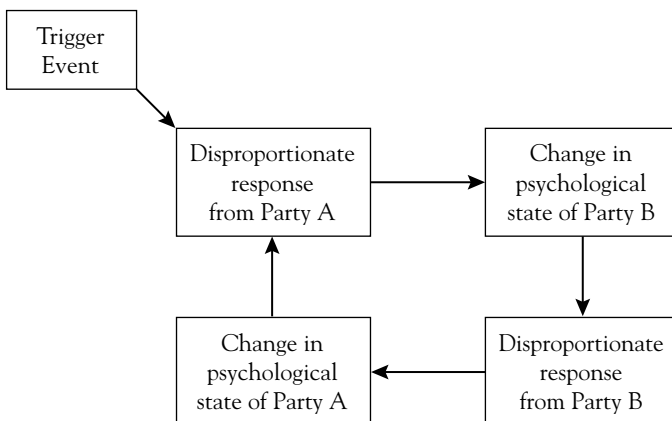 Trigger
Event
Disproportionate
response
from Party A
Change in
psychological
state of Party B
Change in
psychological
state of Party A
Disproportionate
response
from Party B